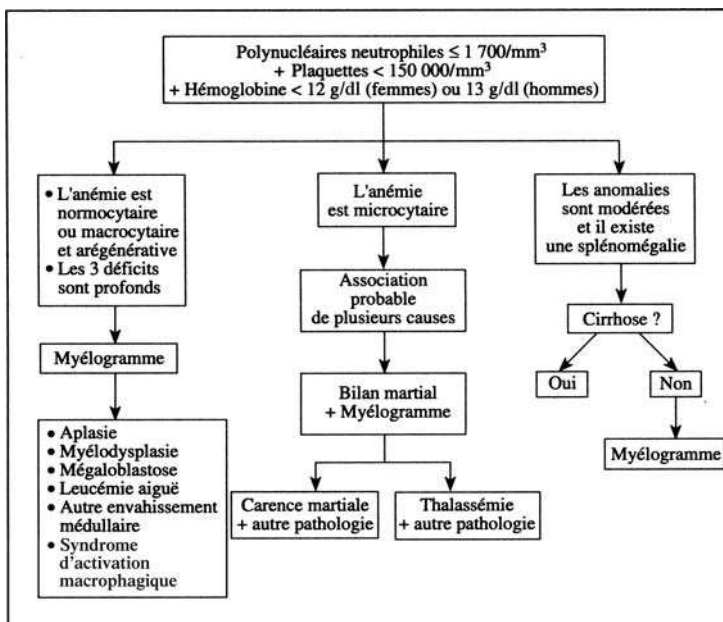 Polynucléaires neutrophiles ≤ 1 700/mm³
+ Plaquettes < 150 000/mm³
+ Hémoglobine < 12 g/dl (femmes) ou 13 g/dl (hommes)
• L'anémie est
normocytaire
ou macrocytaire
et arégénérative
• Les 3 déficits
sont profonds
Myélogramme
• Aplasie
• Myélodysplasie
• Mégaloblastose
• Leucémie aiguë
• Autre envahissement
médullaire
• Syndrome
d'activation
macrophagique
L'anémie
est microcytaire
Association
probable
de plusieurs causes
Bilan martial
+ Myélogramme
Carence martiale
+ autre pathologie
Thalassémie
+ autre pathologie
Les anomalies
sont modérées
et il existe
une splénomégalie
Cirrhose ?
Oui
Non
Myélogramme